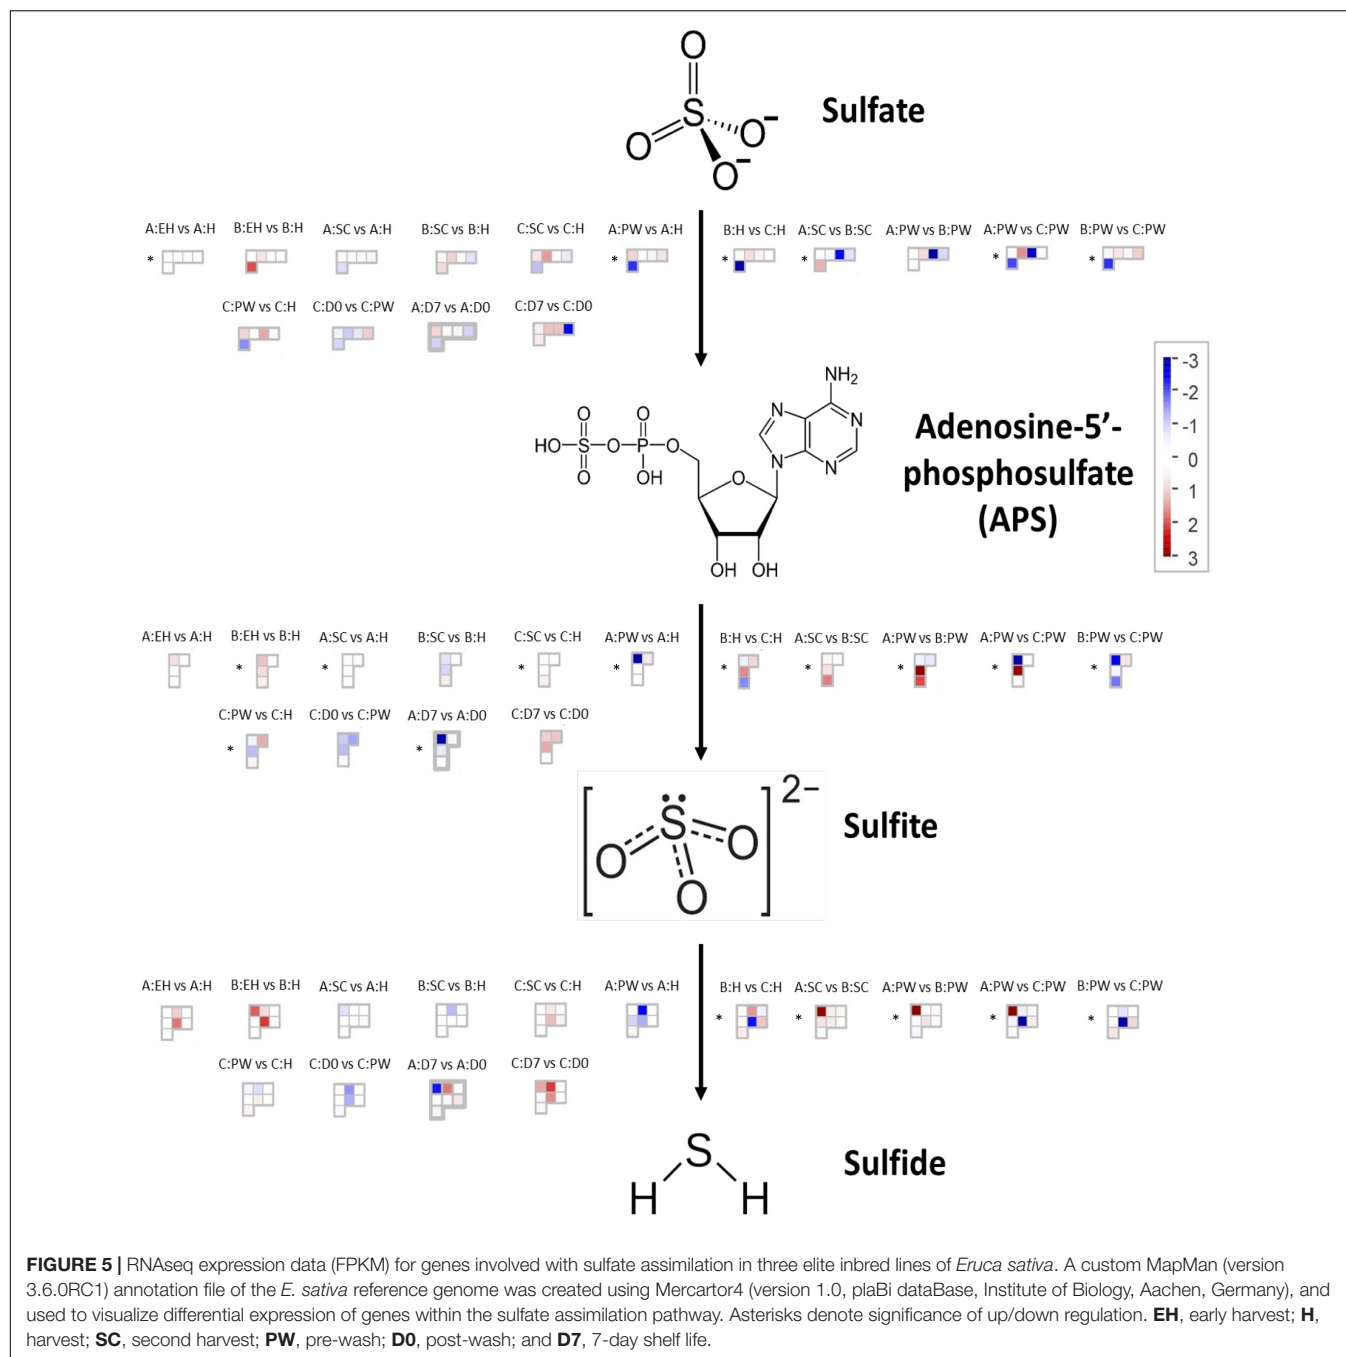 O
S
O
O−
O−
Sulfate
A:EH vs A:H B:EH vs B:H A:SC vs A:H B:SC vs B:H C:SC vs C:H A:PW vs A:H B:H vs C:H A:SC vs B:SC A:PW vs B:PW A:PW vs C:PW B:PW vs C:PW
* * * * * *
C:PW vs C:H C:D0 vs C:PW A:D7 vs A:D0 C:D7 vs C:D0
-3
-2
-1
0
1
2
3
NH2
N
N
N
N
O O
HO S O P O
O OH
O
OH OH
Adenosine-5’-
phosphosulfate
(APS)
A:EH vs A:H B:EH vs B:H A:SC vs A:H B:SC vs B:H C:SC vs C:H A:PW vs A:H B:H vs C:H A:SC vs B:SC A:PW vs B:PW A:PW vs C:PW B:PW vs C:PW
* * * * * * * * *
C:PW vs C:H C:D0 vs C:PW A:D7 vs A:D0 C:D7 vs C:D0
* *
2−
S
O O
O
Sulfite
A:EH vs A:H B:EH vs B:H A:SC vs A:H B:SC vs B:H C:SC vs C:H A:PW vs A:H B:H vs C:H A:SC vs B:SC A:PW vs B:PW A:PW vs C:PW B:PW vs C:PW
* * * * *
C:PW vs C:H C:D0 vs C:PW A:D7 vs A:D0 C:D7 vs C:D0
S
H H
Sulfide
FIGURE 5 | RNAseq expression data (FPKM) for genes involved with sulfate assimilation in three elite inbred lines of Eruca sativa. A custom MapMan (version
3.6.0RC1) annotation file of the E. sativa reference genome was created using Mercartor4 (version 1.0, plaBi dataBase, Institute of Biology, Aachen, Germany), and
used to visualize differential expression of genes within the sulfate assimilation pathway. Asterisks denote significance of up/down regulation. EH, early harvest; H,
harvest; SC, second harvest; PW, pre-wash; D0, post-wash; and D7, 7-day shelf life.